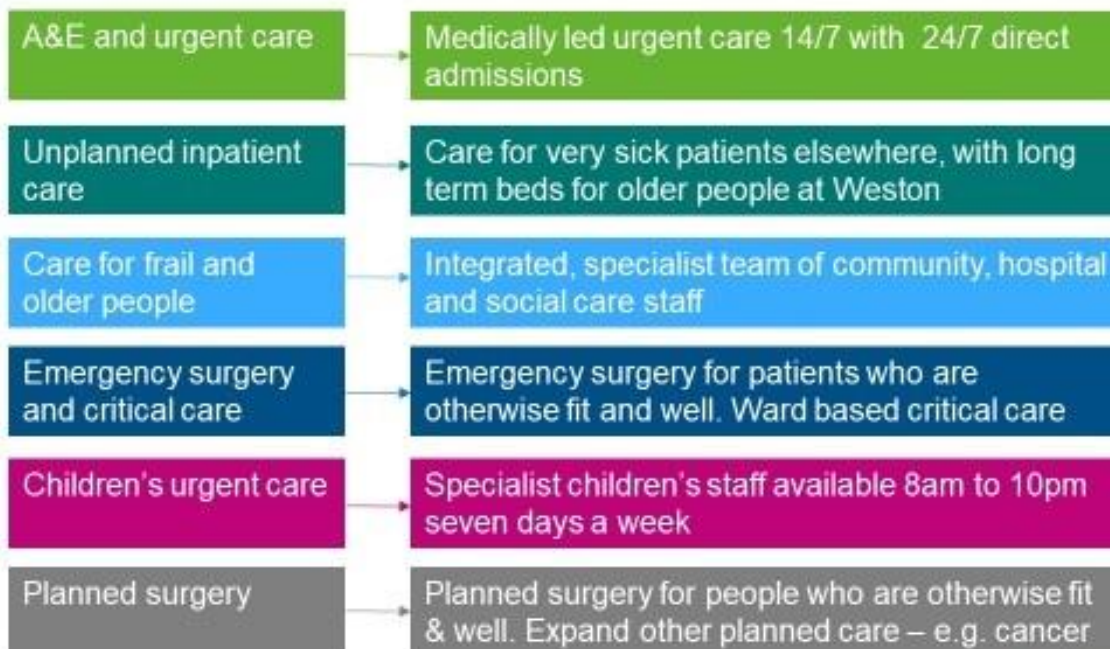 A&E and urgent care
Medically led urgent care 14/7 with 24/7 direct
admissions
Unplanned inpatient
care
Care for very sick patients elsewhere, with long
term beds for older people at Weston
Care for frail and
older people
Integrated, specialist team of community, hospital
and social care staff
Emergency surgery
and critical care
Emergency surgery for patients who are
otherwise fit and well. Ward based critical care
Children's urgent care
Specialist children's staff available 8am to 10pm
seven days a week
Planned surgery
Planned surgery for people who are otherwise fit
& well. Expand other planned care – e.g. cancer